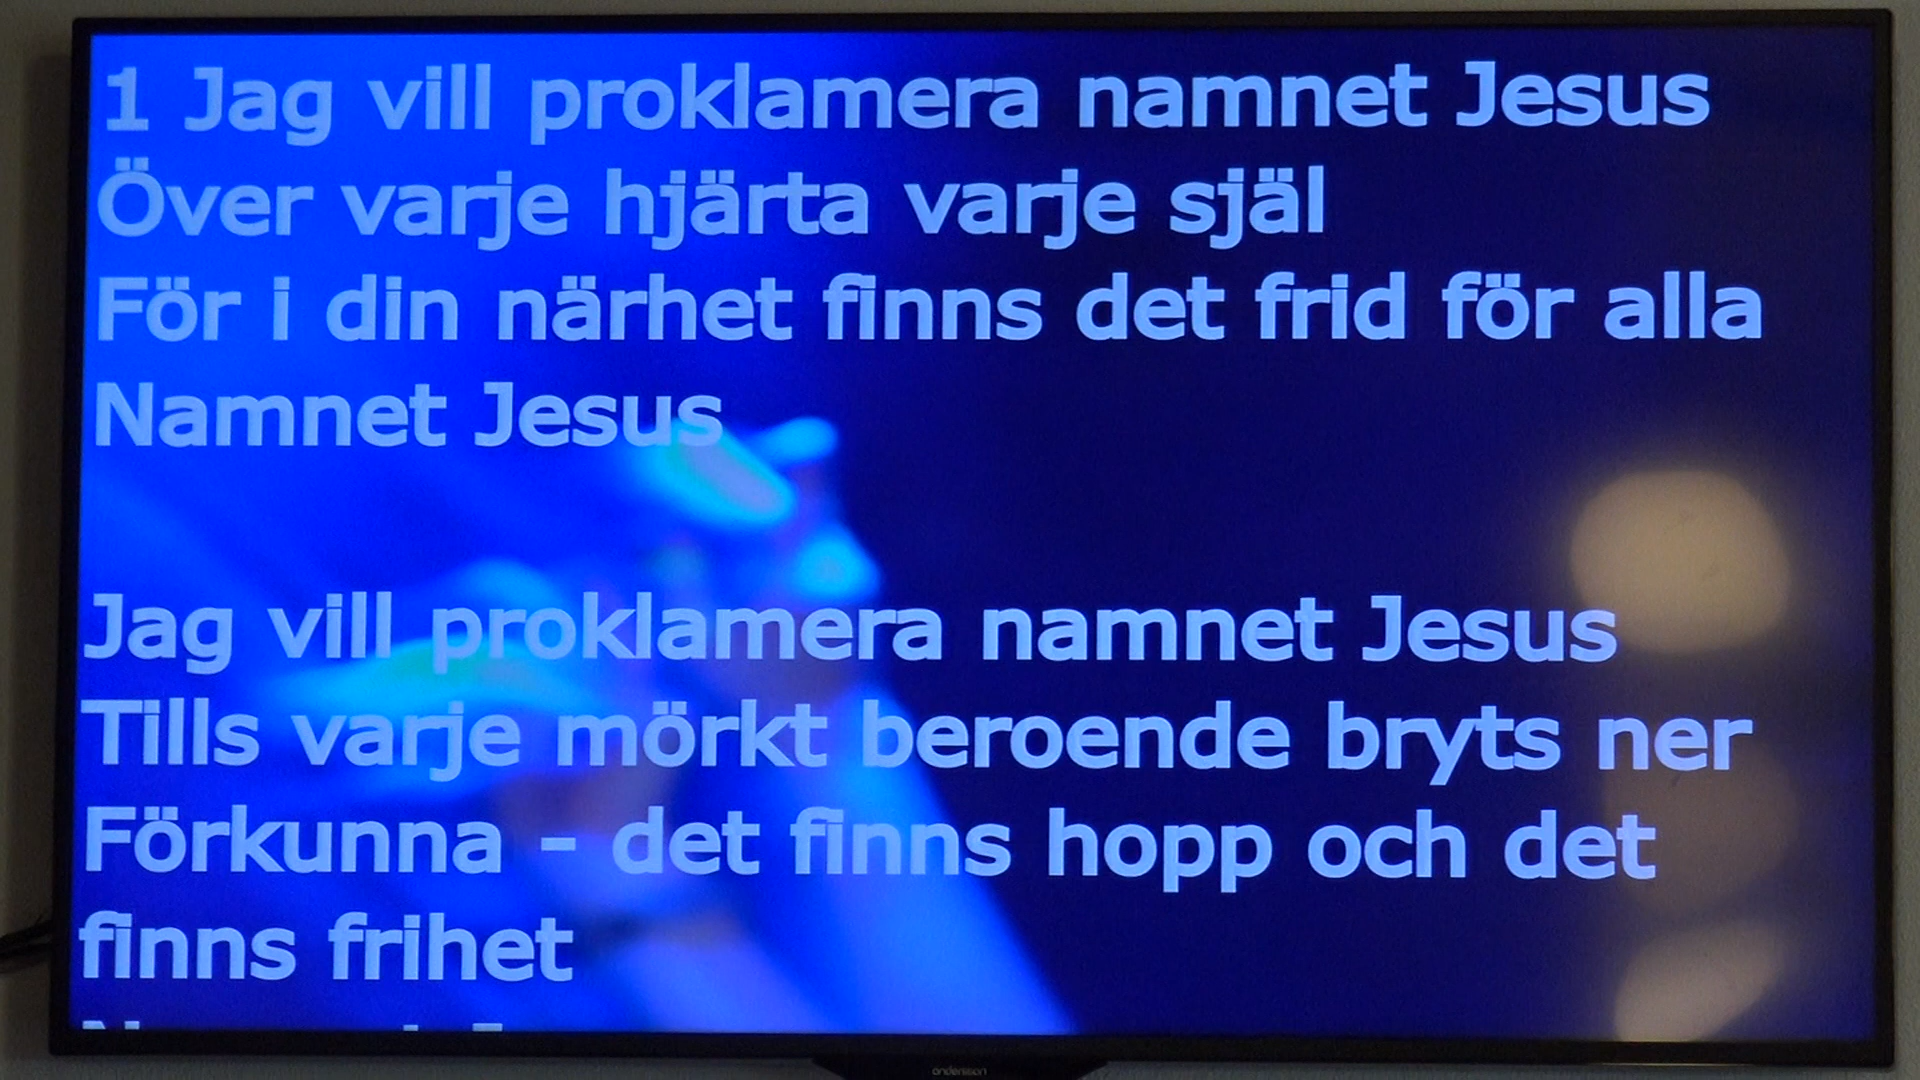 1 Jag vill proklamera namnet Jesus
Över varje hjärta varje själ
För i din närhet finns det frid för alla
Namnet Jesus
Jag vill proklamera namnet Jesus
Tills varje mörkt beroende bryts ner
Förkunna - det finns hopp och det
finns frihet
andersson